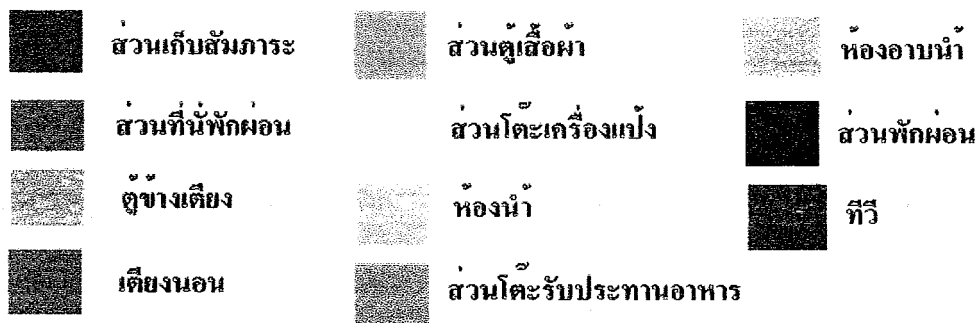 ส่วนเก็บสัมภาระ
ส่วนที่นั่พักผ่อน
ตู้ข้างเตียง
เตียงนอน
ส่วนตู้เสื้อผ้า
ส่วนโต๊ะเครื่องแป้ง
ห้องน้ำ
ส่วนโต๊ะรับประทานอาหาร
ห้องอาบน้ำ
ส่วนพักผ่อน
ทีวี